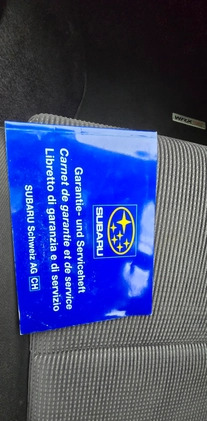 SUBARU
Garantie- und Serviceheft
Carnet de garantie et de service
Libretto di garanzia e di servizio
SUBARU Schweiz AG CH